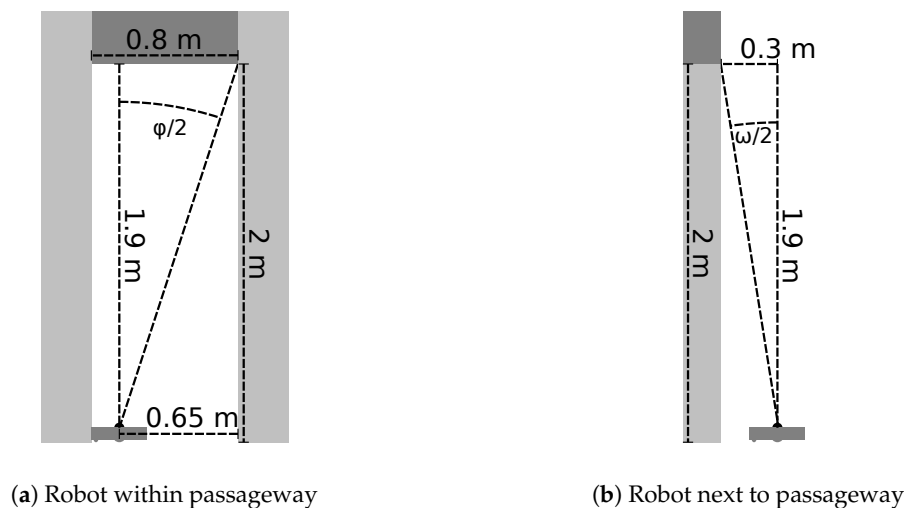 0.8 m
φ/2
1.9 m
2 m
0.65 m
(a) Robot within passageway
0.3 m
ω/2
2 m
1.9 m
(b) Robot next to passageway